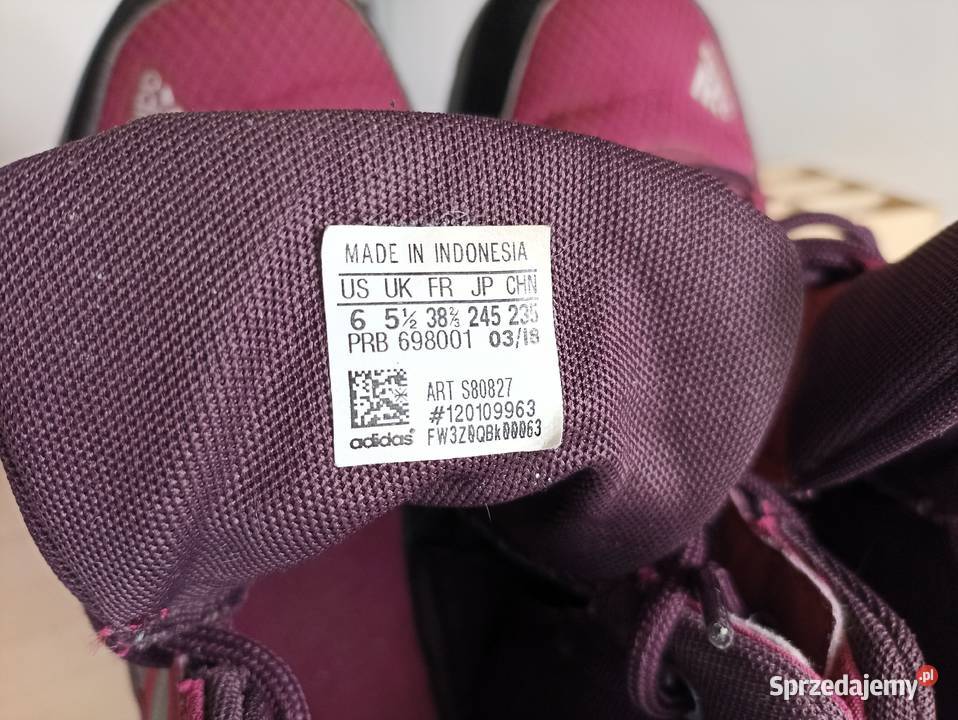 MADE IN INDONESIA
US UK FR JP CHN
6 5½ 38⅔ 245 235
PRB 698001 03/18
ART S80827
#120109963
adidas FW3Z0QBk00063
Sprzedajemy.pl